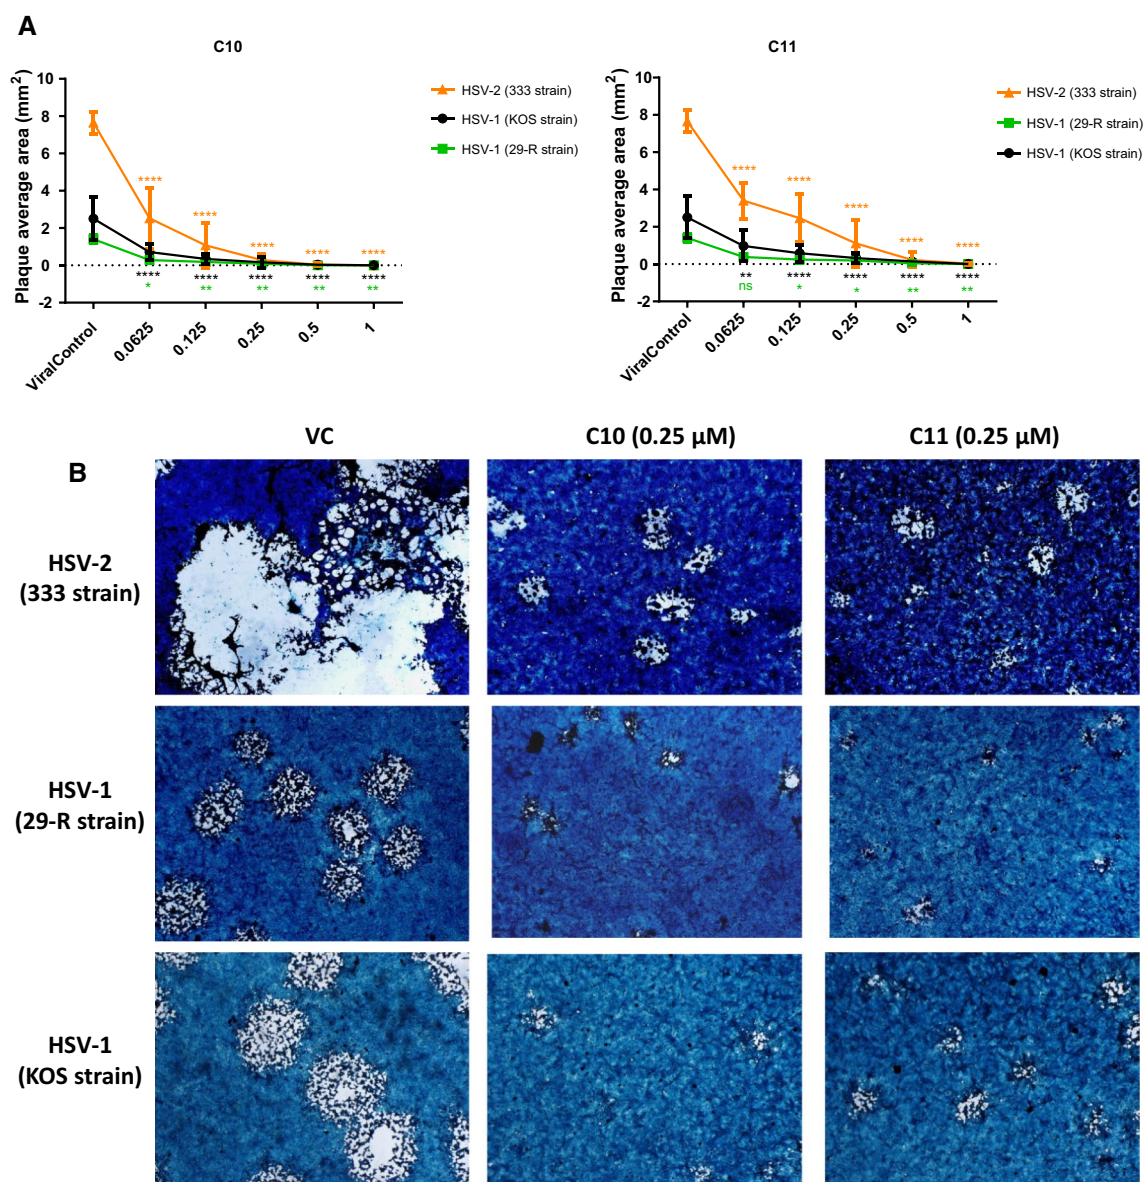 A
C10
Plaque average area (mm²)
10
8
6
4
2
0
-2
**** **** **** **** ****
**** **** **** **** ****
* ** ** ** **
ViralControl 0.0625 0.125 0.25 0.5 1
HSV-2 (333 strain)
HSV-1 (KOS strain)
HSV-1 (29-R strain)
C11
Plaque average area (mm²)
10
8
6
4
2
0
-2
**** **** **** **** ****
** **** **** **** ****
ns * * ** **
ViralControl 0.0625 0.125 0.25 0.5 1
HSV-2 (333 strain)
HSV-1 (29-R strain)
HSV-1 (KOS strain)
B
VC C10 (0.25 µM) C11 (0.25 µM)
HSV-2
(333 strain)
HSV-1
(29-R strain)
HSV-1
(KOS strain)